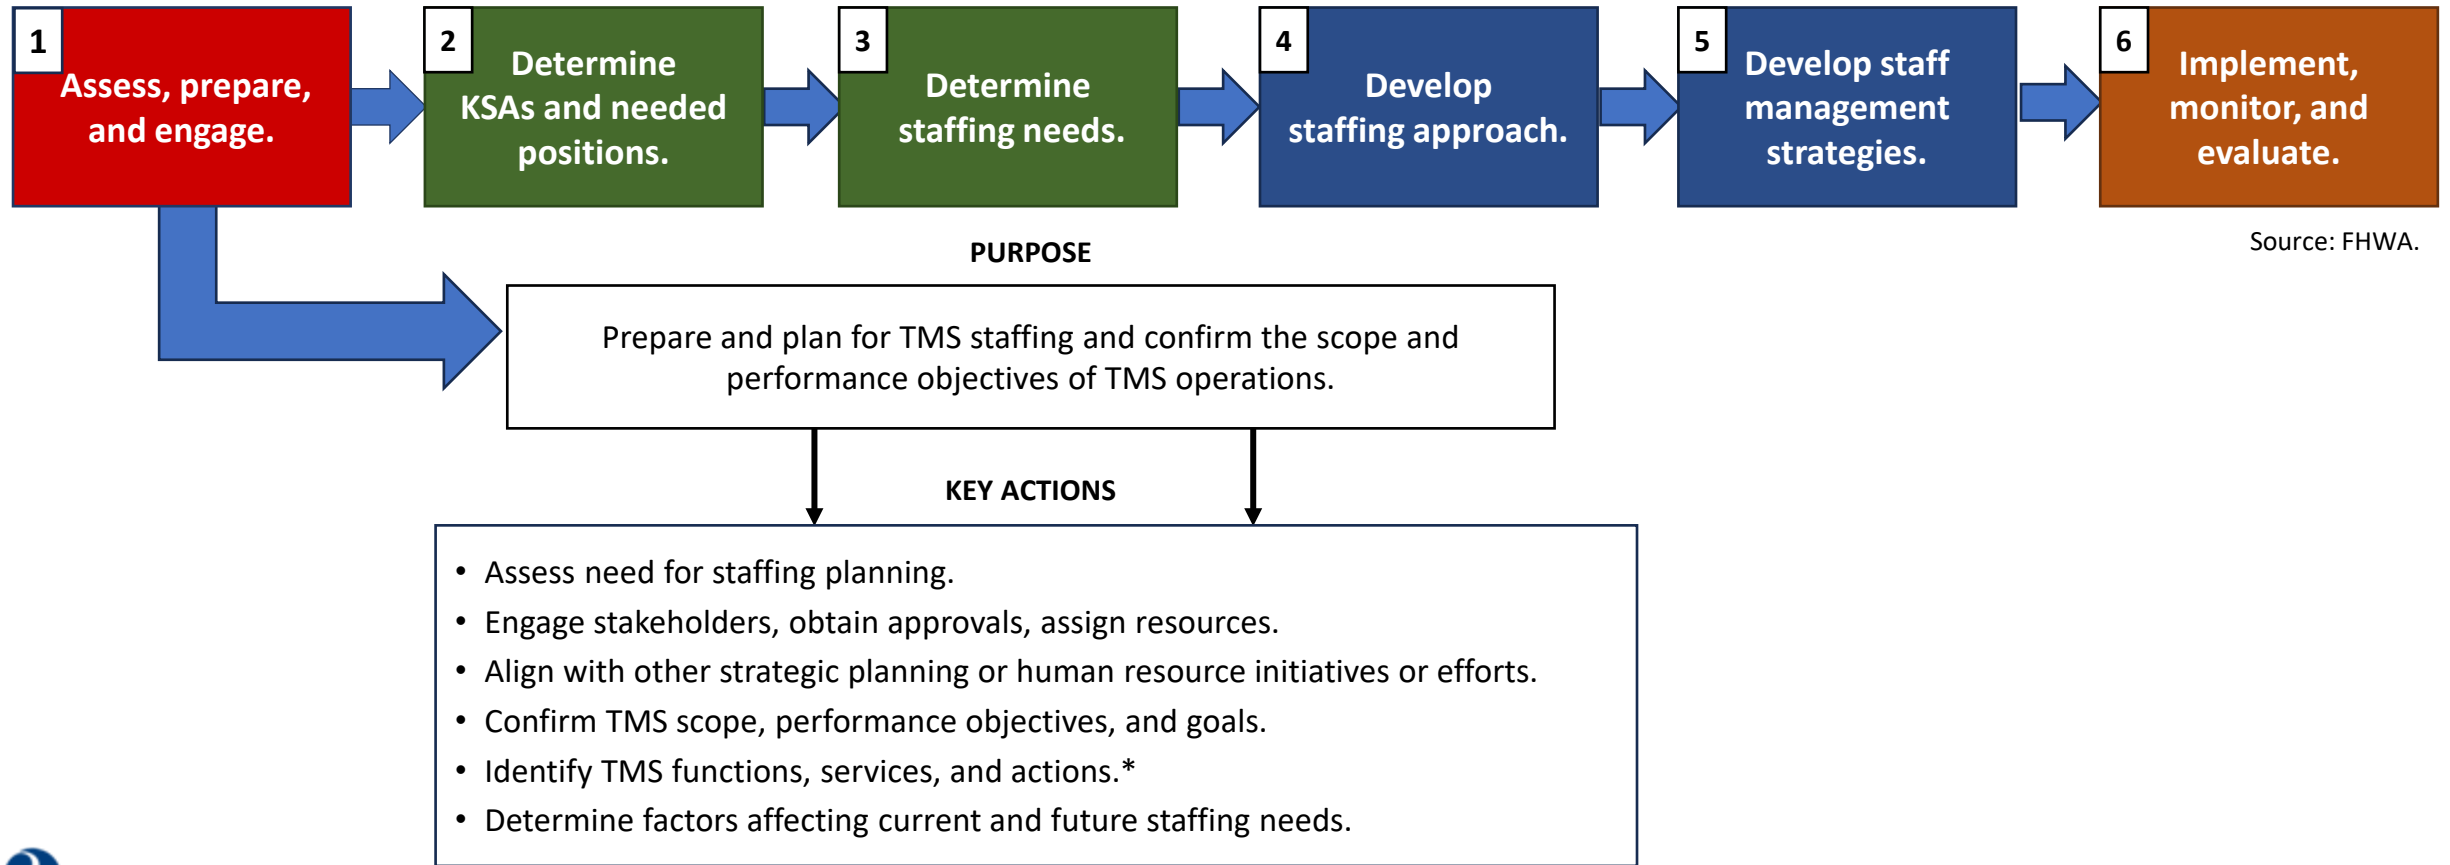 1
Assess, prepare,
and engage.
2
Determine
KSAs and needed
positions.
3
Determine
staffing needs.
4
Develop
staffing approach.
5
Develop staff
management
strategies.
6
Implement,
monitor, and
evaluate.
Source: FHWA.
PURPOSE
Prepare and plan for TMS staffing and confirm the scope and
performance objectives of TMS operations.
KEY ACTIONS
• Assess need for staffing planning.
• Engage stakeholders, obtain approvals, assign resources.
• Align with other strategic planning or human resource initiatives or efforts.
• Confirm TMS scope, performance objectives, and goals.
• Identify TMS functions, services, and actions.*
• Determine factors affecting current and future staffing needs.